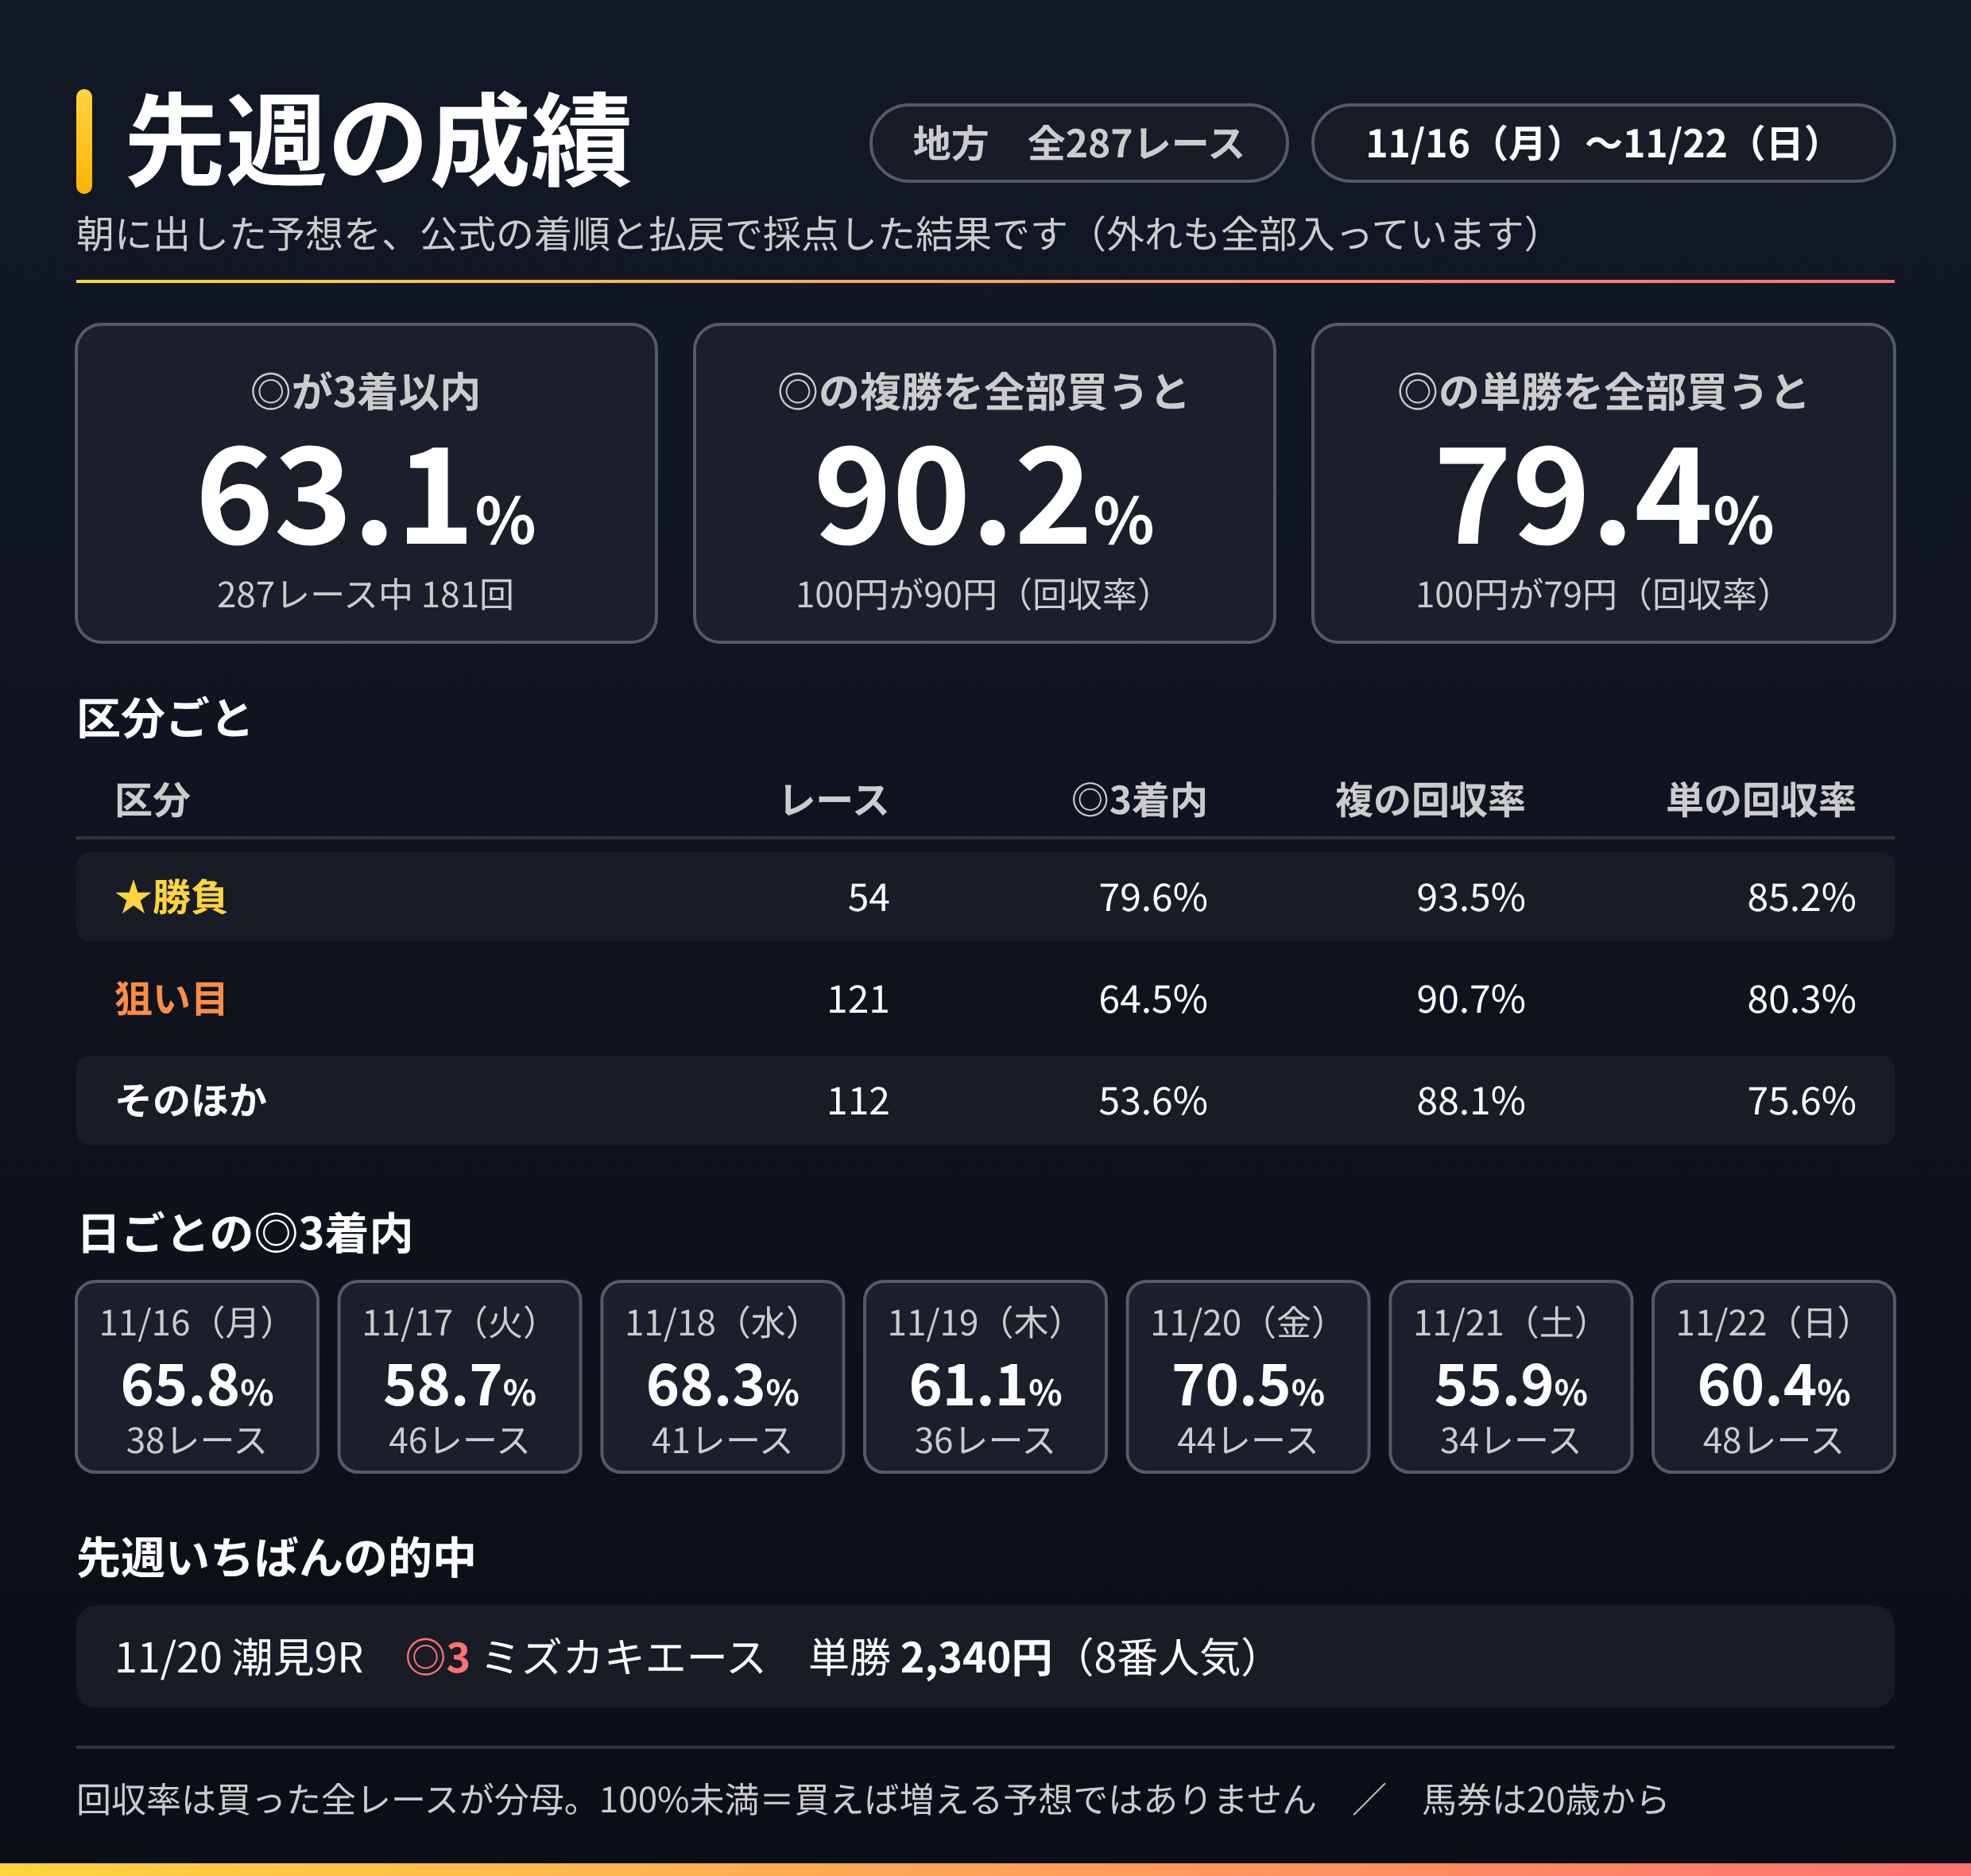 先週の成績
地方　全287レース
11/16（月）〜11/22（日）
朝に出した予想を、公式の着順と払戻で採点した結果です（外れも全部入っています）
◎が3着以内
63.1%
287レース中 181回
◎の複勝を全部買うと
90.2%
100円が90円（回収率）
◎の単勝を全部買うと
79.4%
100円が79円（回収率）
区分ごと
区分 レース ◎3着内 複の回収率 単の回収率
★勝負 54 79.6% 93.5% 85.2%
狙い目 121 64.5% 90.7% 80.3%
そのほか 112 53.6% 88.1% 75.6%
日ごとの◎3着内
11/16（月）
65.8%
38レース
11/17（火）
58.7%
46レース
11/18（水）
68.3%
41レース
11/19（木）
61.1%
36レース
11/20（金）
70.5%
44レース
11/21（土）
55.9%
34レース
11/22（日）
60.4%
48レース
先週いちばんの的中
11/20 潮見9R　◎3 ミズカキエース　単勝 2,340円（8番人気）
回収率は買った全レースが分母。100%未満＝買えば増える予想ではありません　／　馬券は20歳から